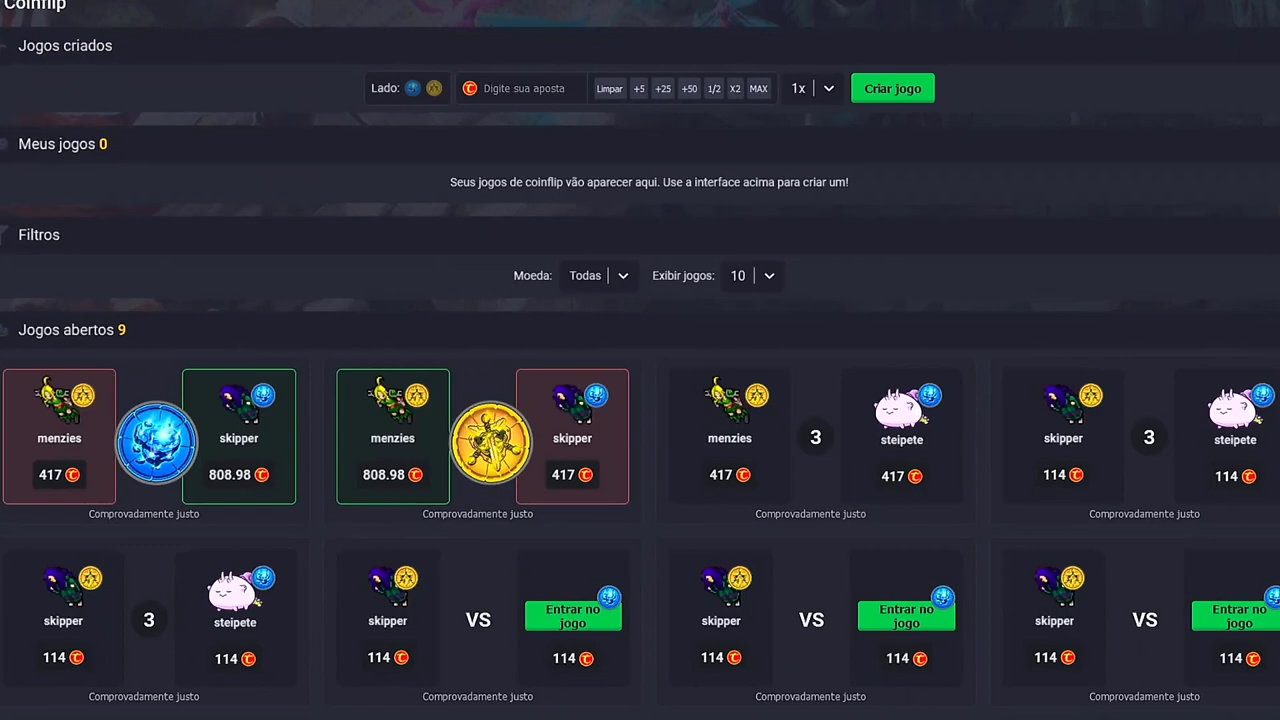 Coinflip
Jogos criados
Lado: Digite sua aposta Limpar +5 +25 +50 1/2 X2 MAX 1x Criar jogo
Meus jogos 0
Seus jogos de coinflip vão aparecer aqui. Use a interface acima para criar um!
Filtros
Moeda: Todas Exibir jogos: 10
Jogos abertos 9
menzies skipper menzies skipper menzies 3 steipete skipper 3 steipete
417 808.98 808.98 417 417 417 114 114
Comprovadamente justo Comprovadamente justo Comprovadamente justo Comprovadamente justo
skipper 3 steipete skipper VS Entrar no jogo skipper VS Entrar no jogo skipper VS Entrar no jogo
114 114 114 114 114 114 114 114
Comprovadamente justo Comprovadamente justo Comprovadamente justo Comprovadamente justo